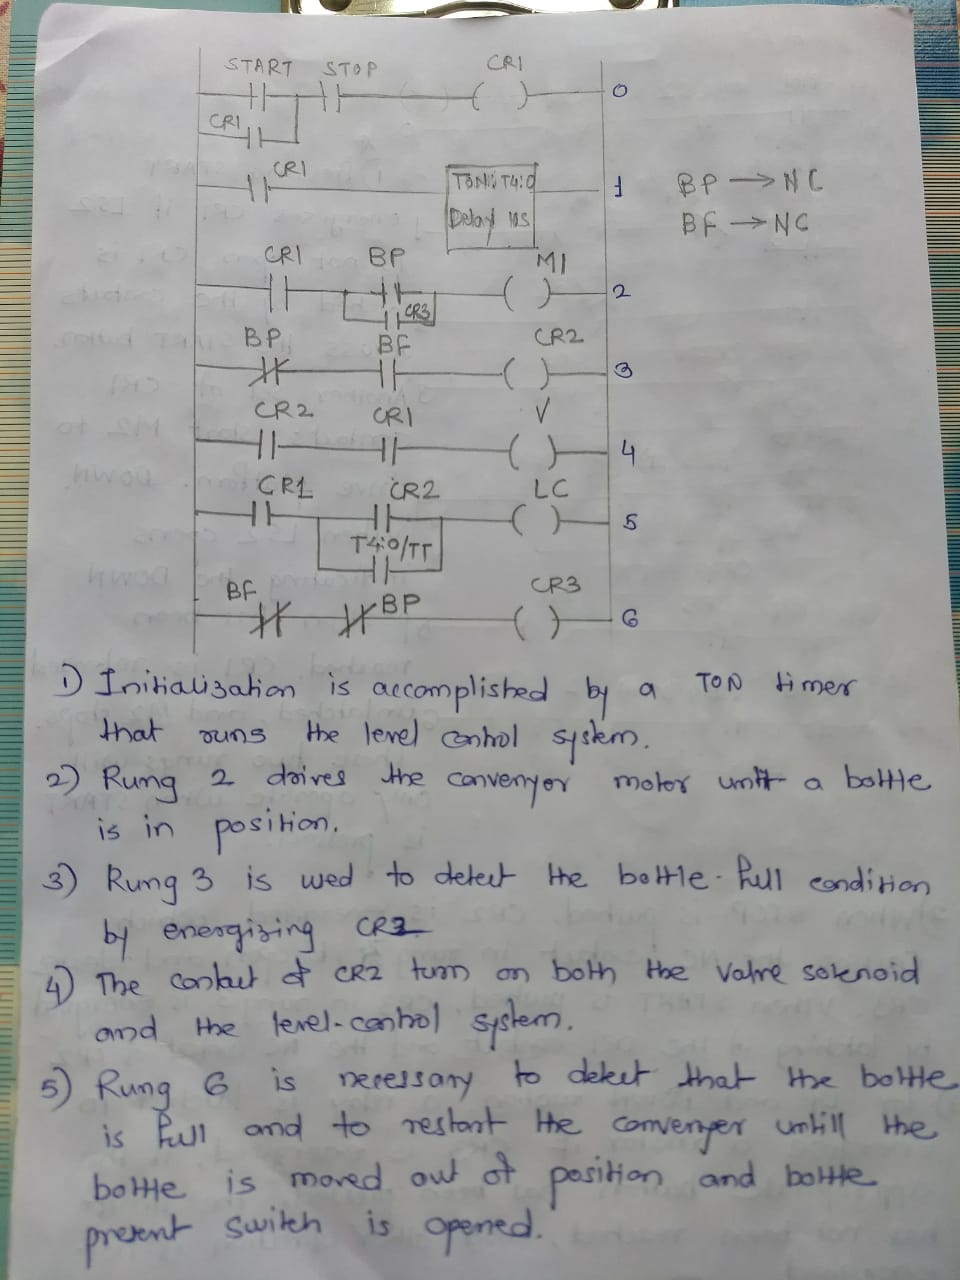 START STOP CR1
0
CR1
CR1
TON: T4:0
Delay 10s
1
BP → NC
BF → NC
CR1 BP M1
2
CR3
BP BF CR2
3
CR2 CR1 V
4
CR1 CR2 LC
5
T4:0/TT
BF BP CR3
6
1) Initialization is accomplished by a TON timer
that runs the level control system.
2) Rung 2 drives the convenyor motor untit a bottle
is in position.
3) Rung 3 is used to detect the bottle-full condition
by energizing CR2
4) The contact of CR2 turn on both the valve solenoid
and the level-control system.
5) Rung 6 is necessary to detect that the bottle
is full and to restart the convenyer untill the
bottle is moved out of position and bottle
present switch is opened.